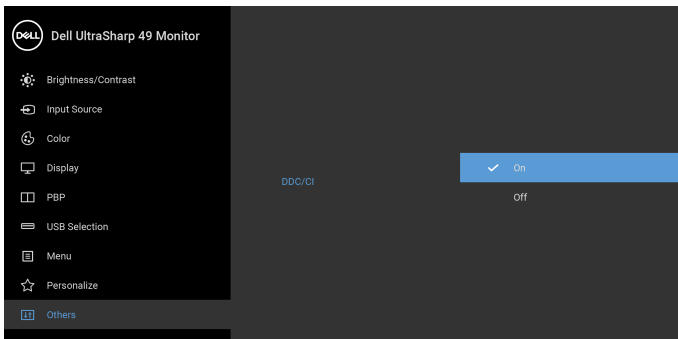 DELL Dell UltraSharp 49 Monitor
Brightness/Contrast
Input Source
Color
Display
PBP
USB Selection
Menu
Personalize
Others
DDC/CI
On
Off